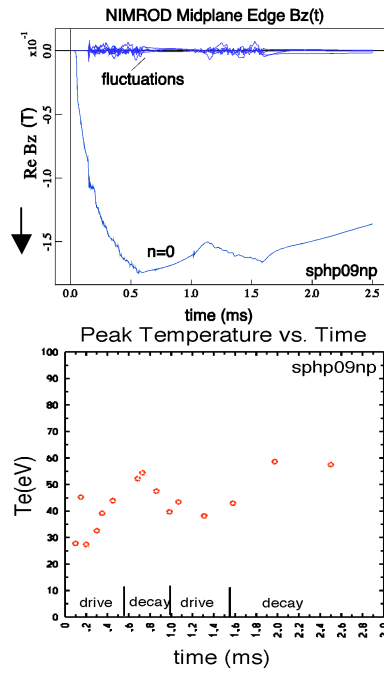 NIMROD Midplane Edge Bz(t)
x10⁻¹
0.0
-0.5
-1.0
-1.5
Re Bz (T)
fluctuations
n=0
sphp09np
0.0 0.5 1.0 1.5 2.0 2.5
time (ms)
Peak Temperature vs. Time
sphp09np
100
90
80
70
60
50
40
30
20
10
0
Te(eV)
drive decay drive decay
0 .2 .4 .6 .8 1.0 1.2 1.4 1.6 1.8 2.0 2.2 2.4 2.6 2.8 3.0
time (ms)